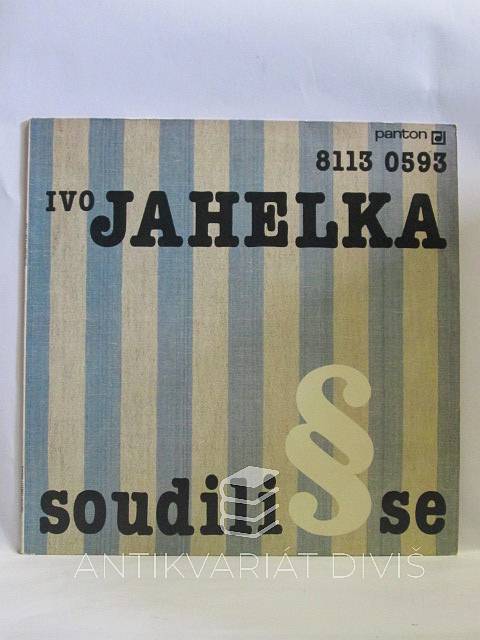 panton
8113 0593
IVO JAHELKA
soudili § se
ANTIKVARIÁT DIVIŠ